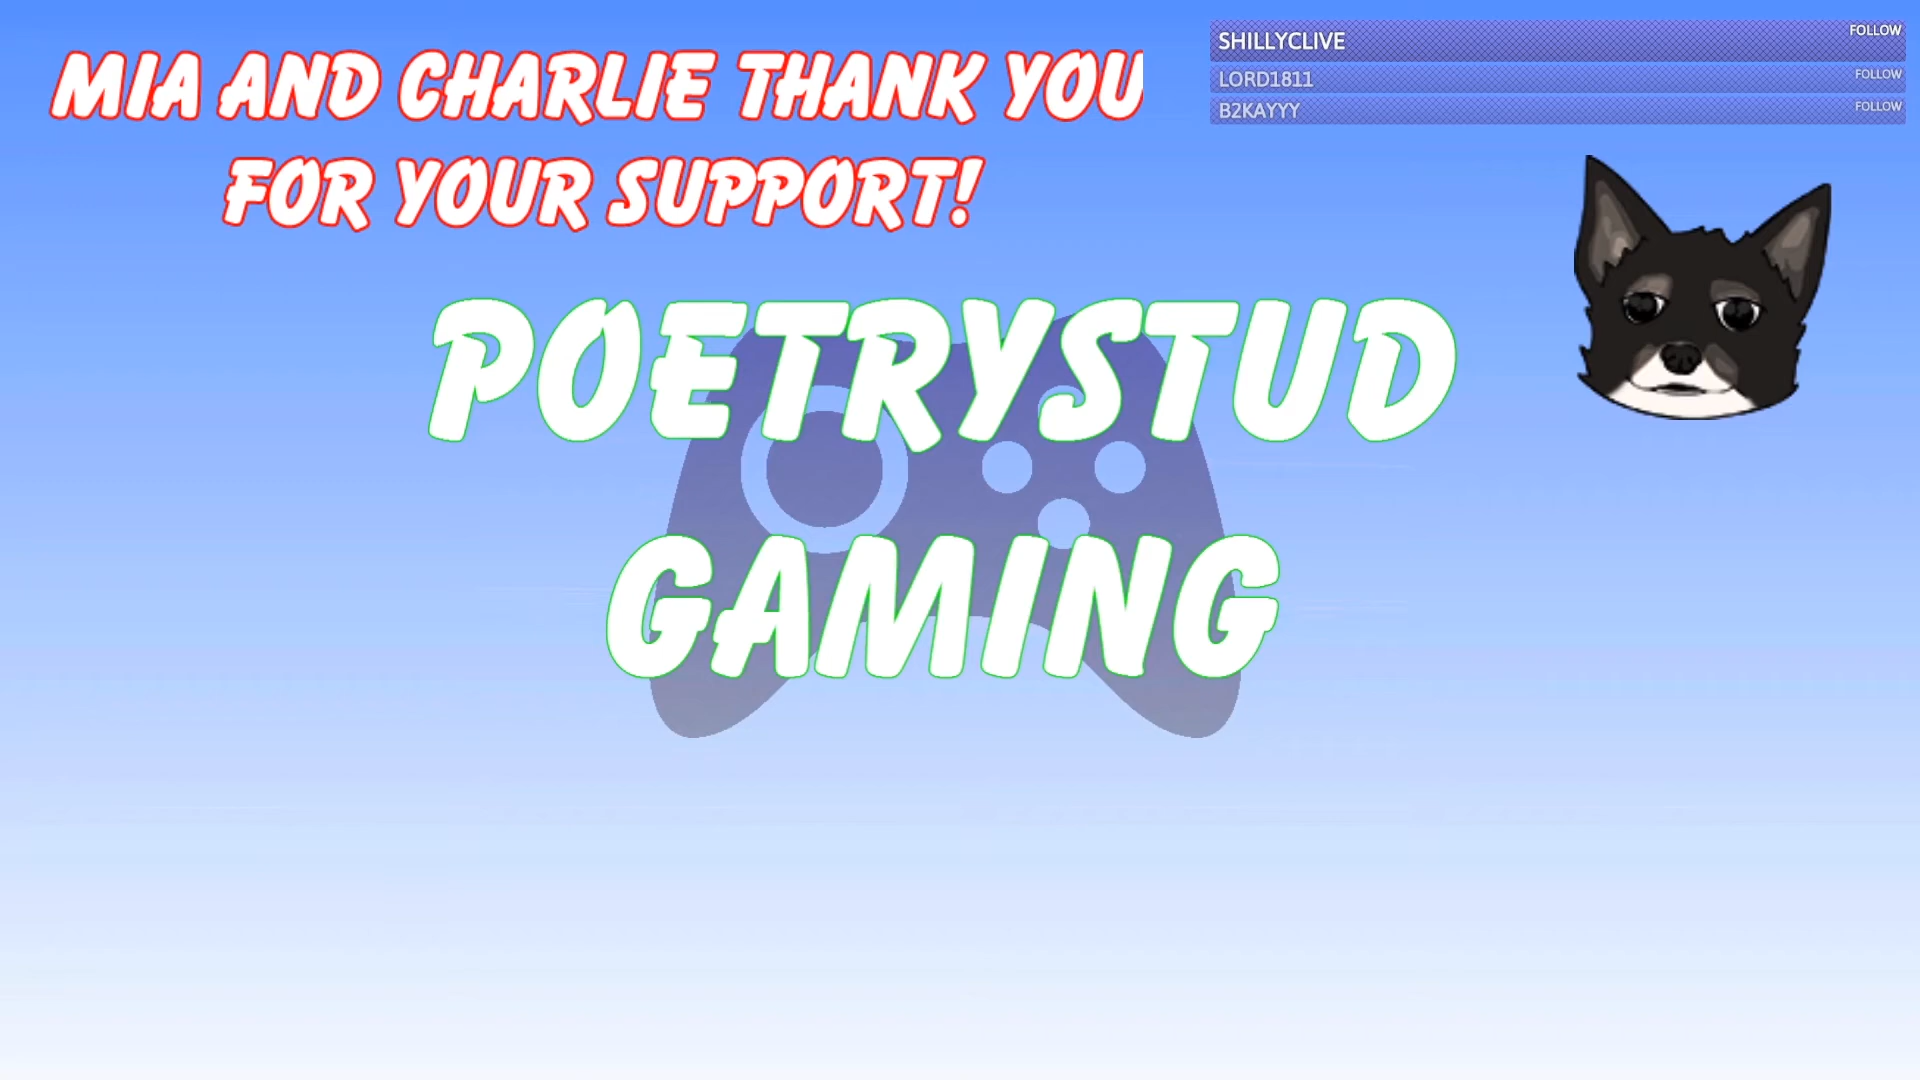 MIA AND CHARLIE THANK YOU
FOR YOUR SUPPORT!
SHILLYCLIVE FOLLOW
LORD1811 FOLLOW
B2KAYYY FOLLOW
POETRYSTUD
GAMING